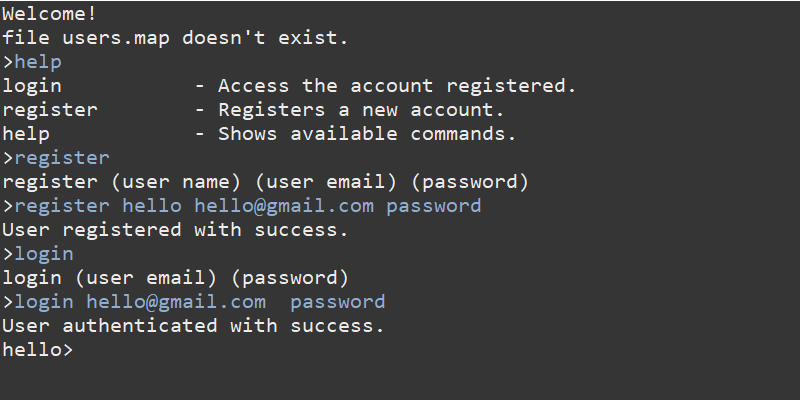 Welcome!
file users.map doesn't exist.
>help
login           - Access the account registered.
register        - Registers a new account.
help            - Shows available commands.
>register
register (user name) (user email) (password)
>register hello hello@gmail.com password
User registered with success.
>login
login (user email) (password)
>login hello@gmail.com  password
User authenticated with success.
hello>